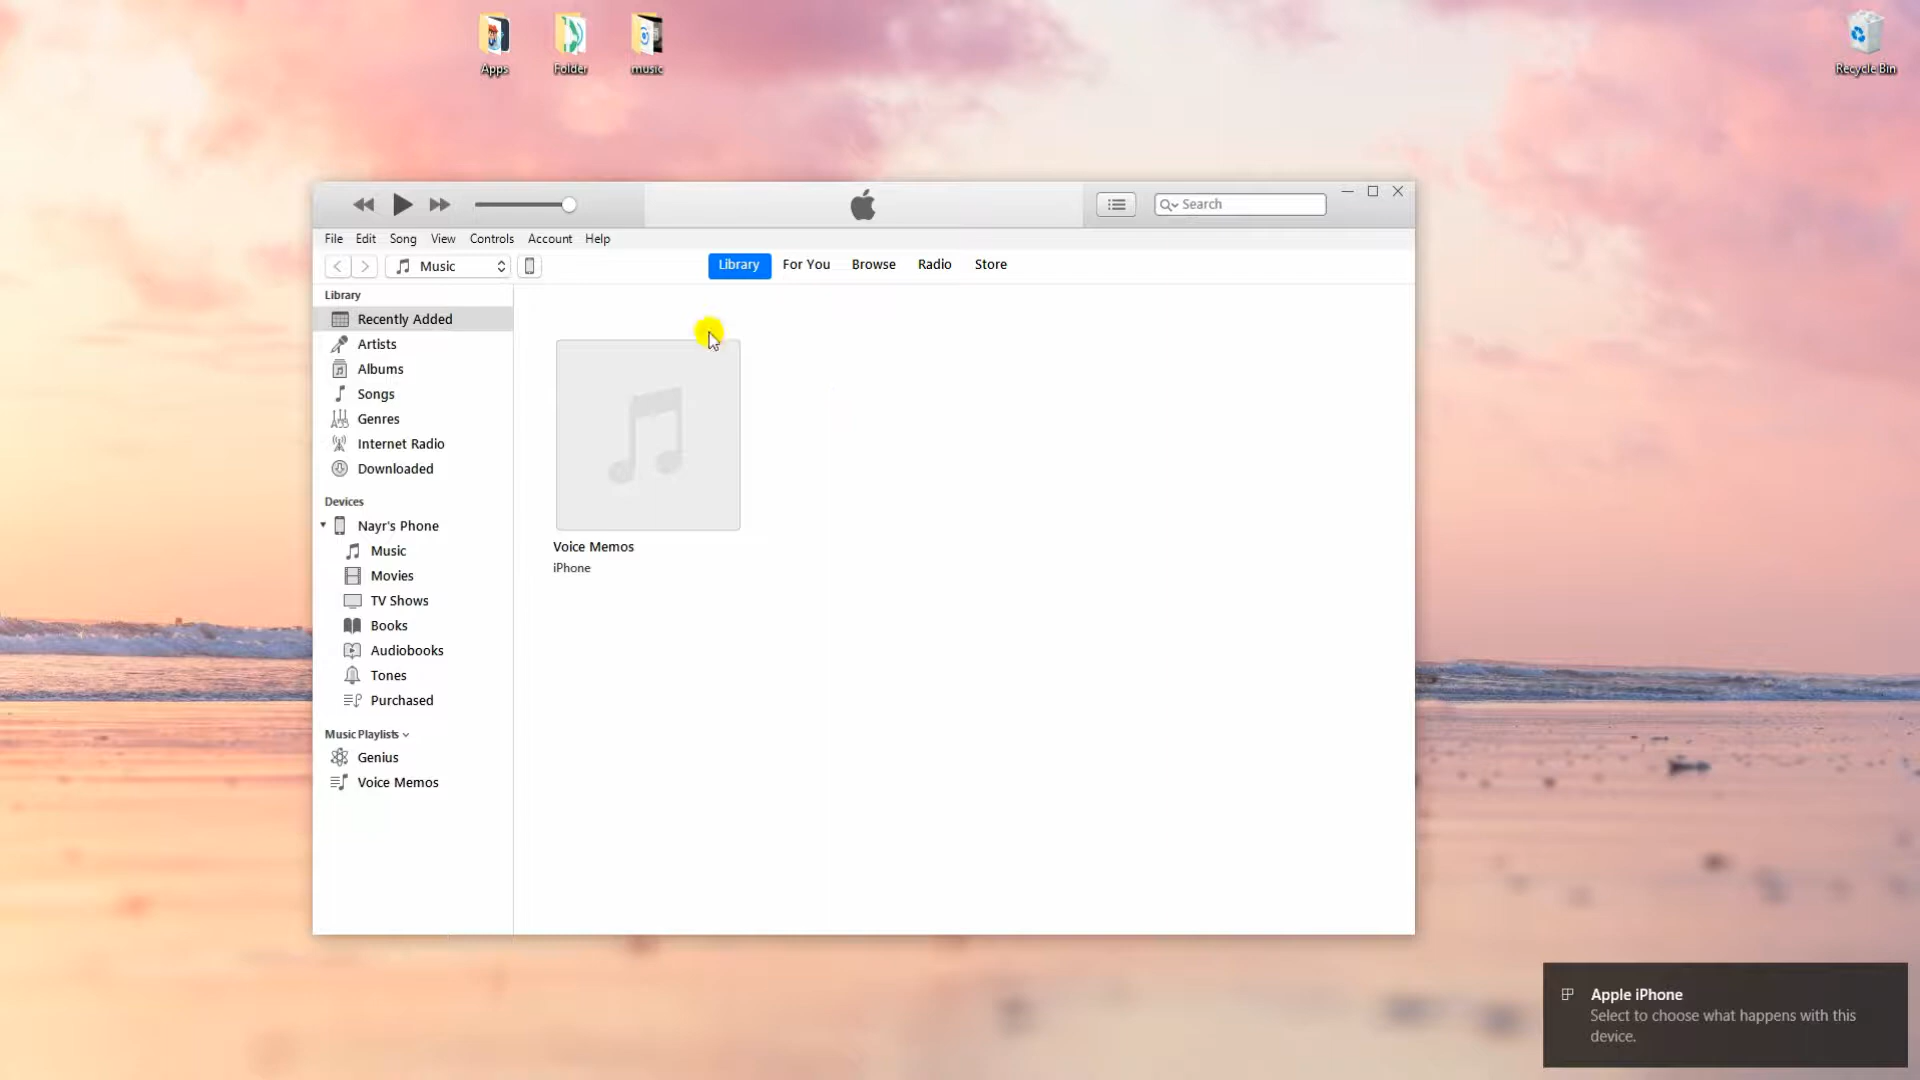 Apps
Folder
music
Recycle Bin
Search
File Edit Song View Controls Account Help
Music
Library For You Browse Radio Store
Library
Recently Added
Artists
Albums
Songs
Genres
Internet Radio
Downloaded
Devices
Nayr's Phone
Music
Movies
TV Shows
Books
Audiobooks
Tones
Purchased
Music Playlists
Genius
Voice Memos
Voice Memos
iPhone
Apple iPhone
Select to choose what happens with this
device.